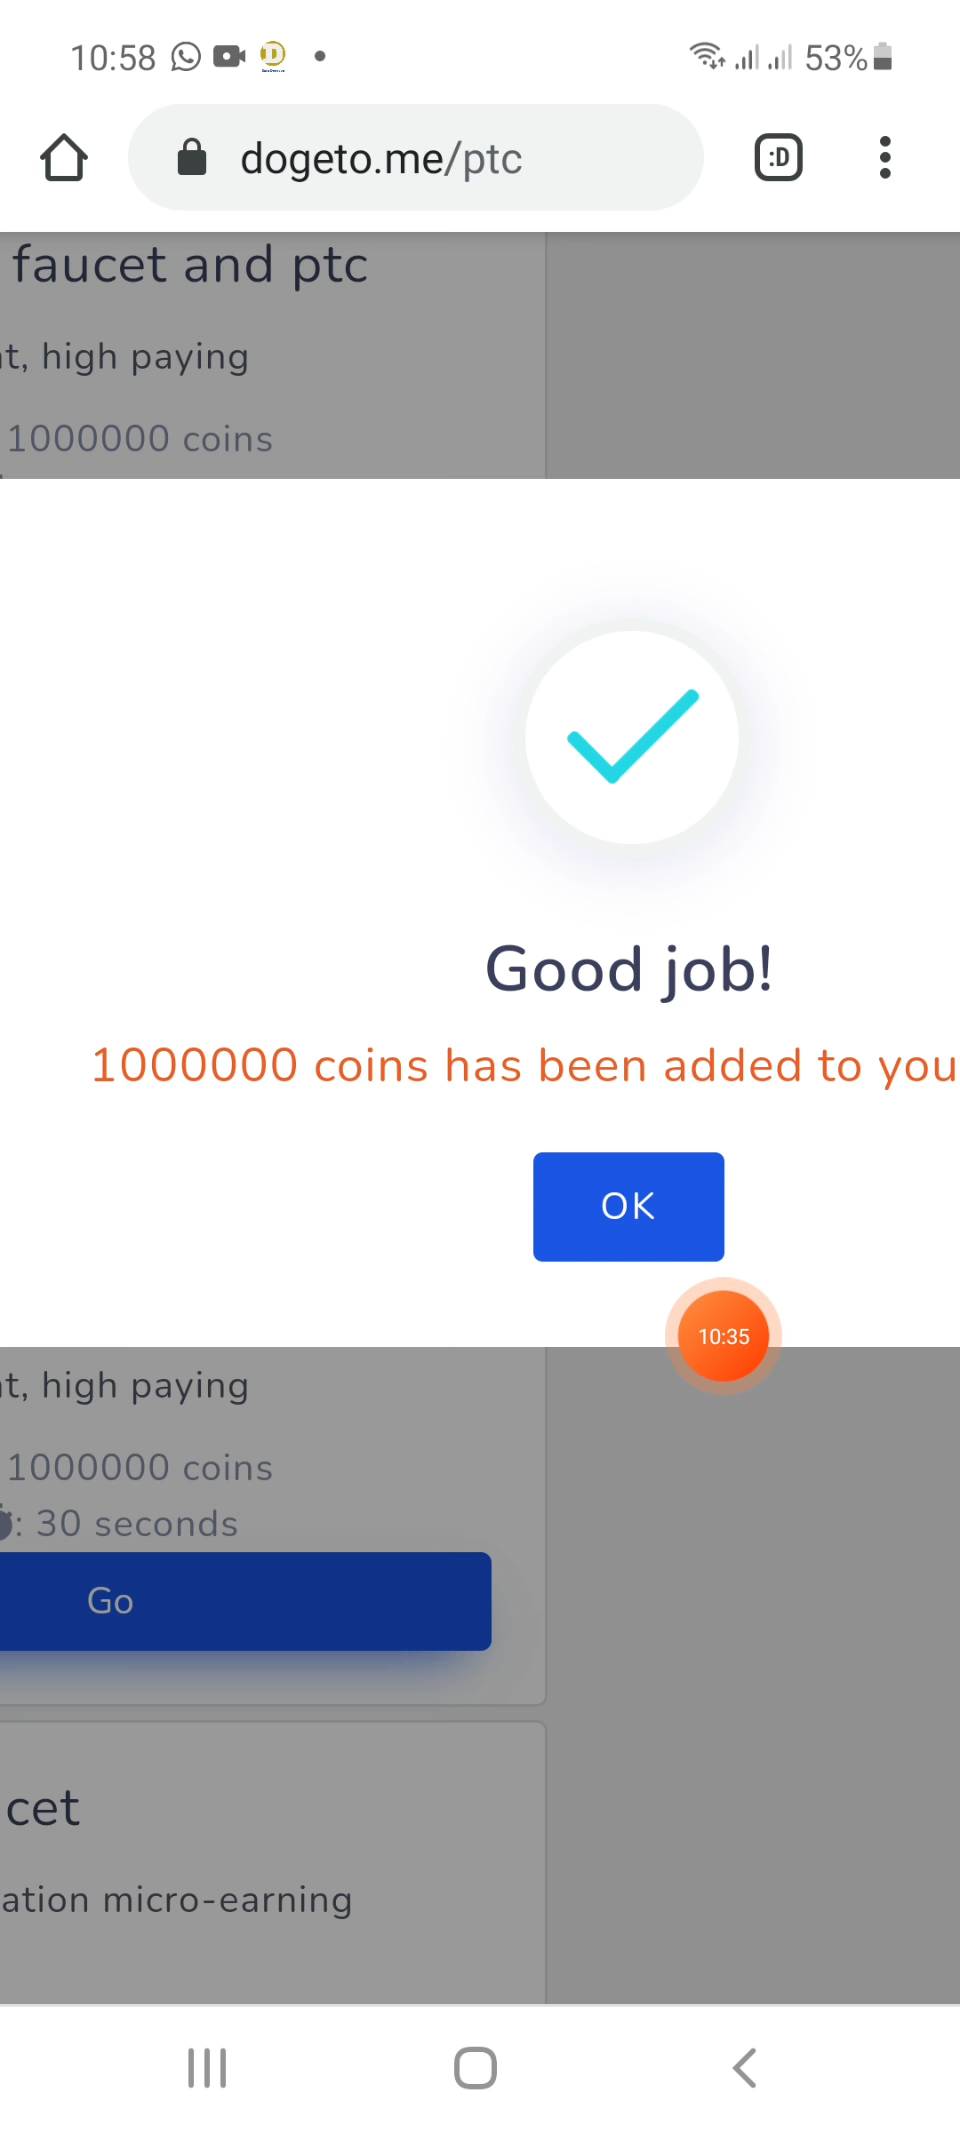 10:58
53%
dogeto.me/ptc
:D
faucet and ptc
t, high paying
1000000 coins
Good job!
1000000 coins has been added to you
OK
10:35
t, high paying
1000000 coins
: 30 seconds
Go
cet
ation micro-earning